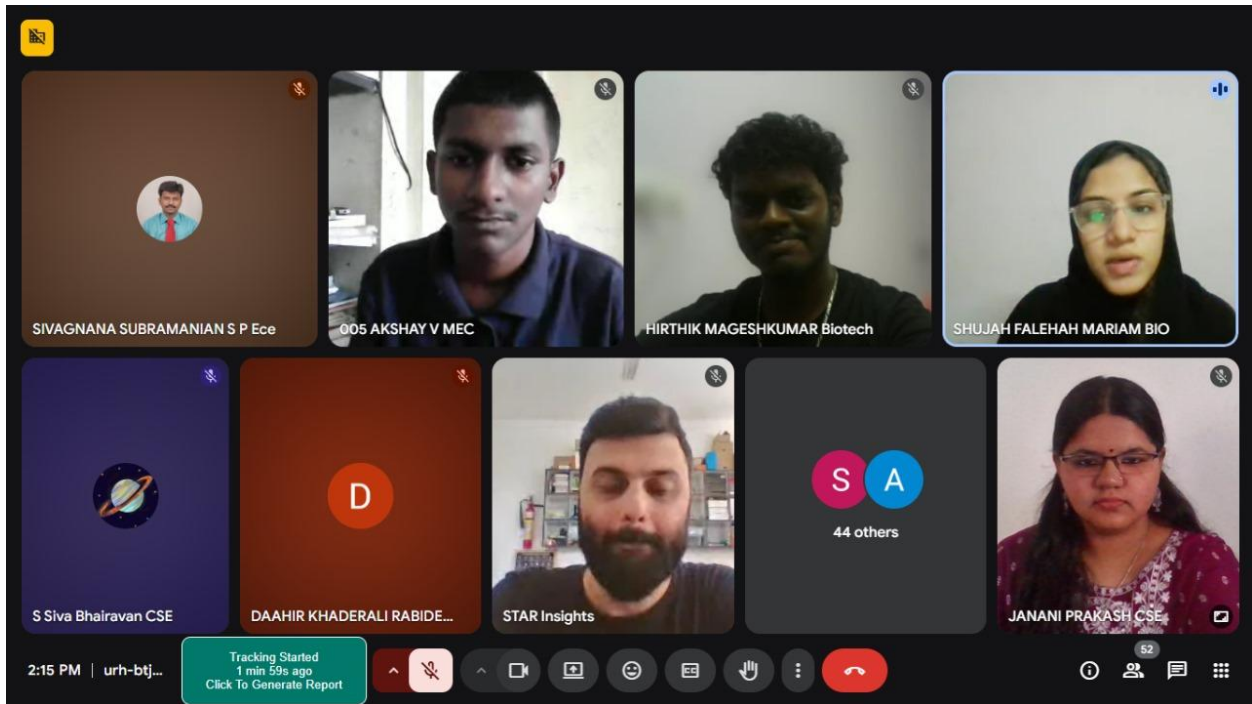 SIVAGNANA SUBRAMANIAN S P Ece
005 AKSHAY V MEC
HIRTHIK MAGESHKUMAR Biotech
SHUJAH FALEHAH MARIAM BIO
S Siva Bhairavan CSE
D
DAAHIR KHADERALI RABIDE...
STAR Insights
S A
44 others
JANANI PRAKASH CSE
2:15 PM | urh-btj...
Tracking Started
1 min 59s ago
Click To Generate Report
CC
52